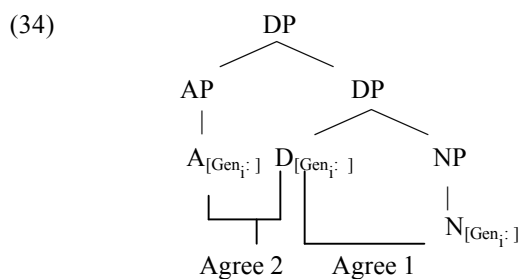 (34) DP
AP DP
A[Geni: ] D[Geni: ] NP
N[Geni: ]
Agree 2 Agree 1